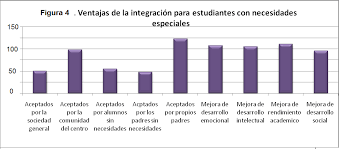 Figura 4 . Ventajas de la integración para estudiantes con necesidades
especiales
150
100
50
0
Aceptados
por la
sociedad
general
Aceptados
por la
comunidad
del centro
Aceptados
por alumnos
sin
necesidades
Aceptados
por los
padres sin
necesidades
Aceptados
por propios
padres
Mejora de
desarrollo
emocional
Mejora de
desarrollo
intelectual
Mejora de
rendimiento
academico
Mejora de
desarrollo
social